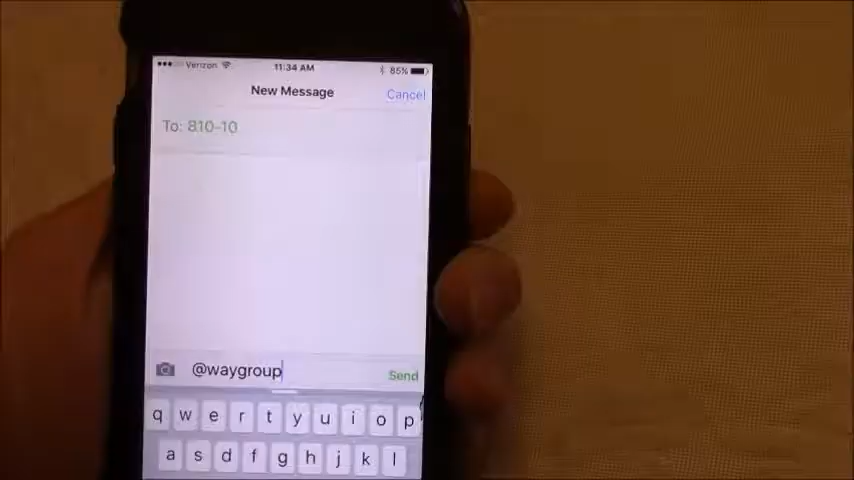 Verizon 11:34 AM 85%
New Message Cancel
To: 810-10
@waygroup Send
q w e r t y u i o p
a s d f g h j k l